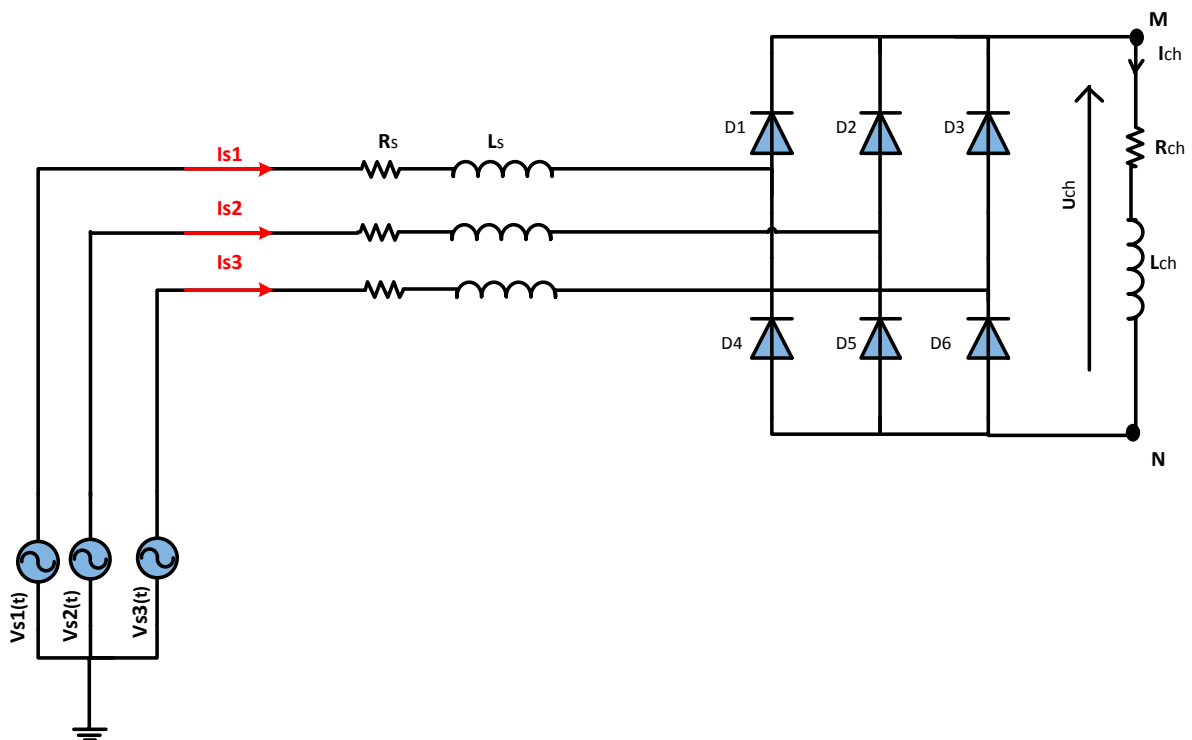 M
Ich
D1
D2
D3
Rs
Ls
Is1
Rch
Uch
Is2
Is3
Lch
D4
D5
D6
N
Vs1(t)
Vs2(t)
Vs3(t)